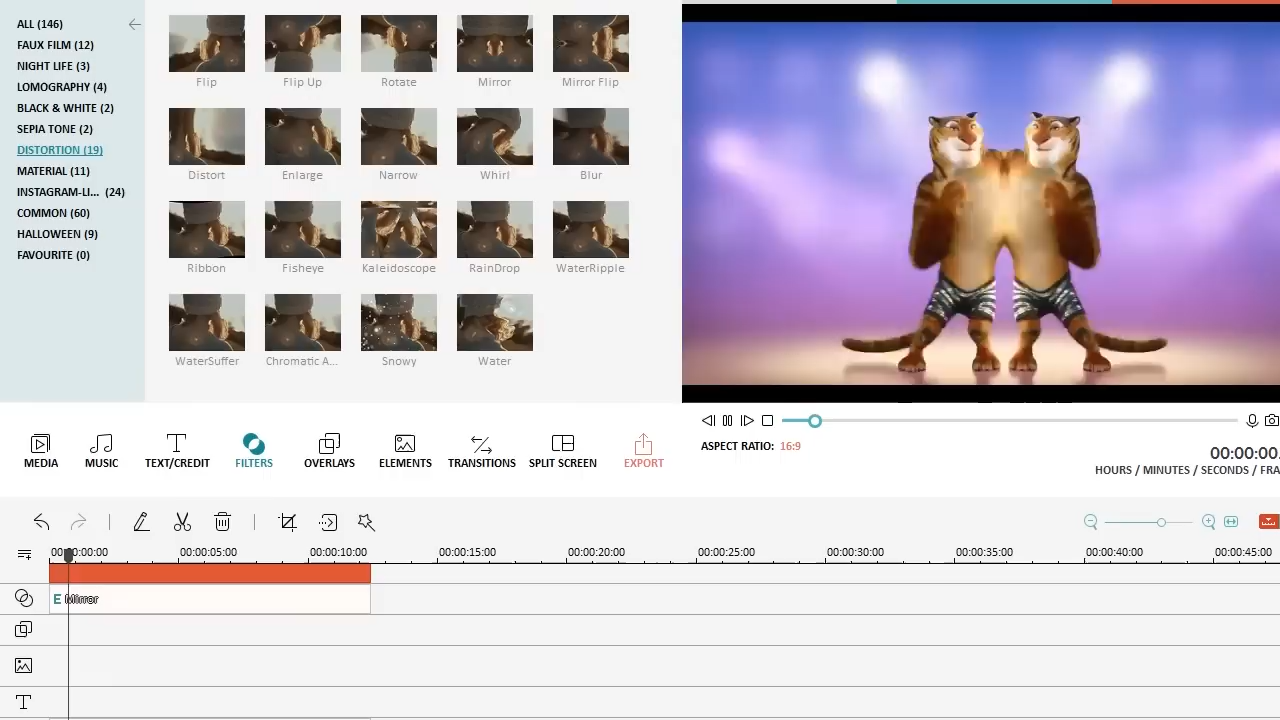 ALL (146)
FAUX FILM (12)
NIGHT LIFE (3)
LOMOGRAPHY (4)
BLACK & WHITE (2)
SEPIA TONE (2)
DISTORTION (19)
MATERIAL (11)
INSTAGRAM-LI... (24)
COMMON (60)
HALLOWEEN (9)
FAVOURITE (0)
Flip Flip Up Rotate Mirror Mirror Flip
Distort Enlarge Narrow Whirl Blur
Ribbon Fisheye Kaleidoscope RainDrop WaterRipple
WaterSuffer Chromatic A... Snowy Water
MEDIA MUSIC TEXT/CREDIT FILTERS OVERLAYS ELEMENTS TRANSITIONS SPLIT SCREEN EXPORT
ASPECT RATIO: 16:9
00:00:00.
HOURS / MINUTES / SECONDS / FRA
00:00:00:00 00:00:05:00 00:00:10:00 00:00:15:00 00:00:20:00 00:00:25:00 00:00:30:00 00:00:35:00 00:00:40:00 00:00:45:00
E Mirror